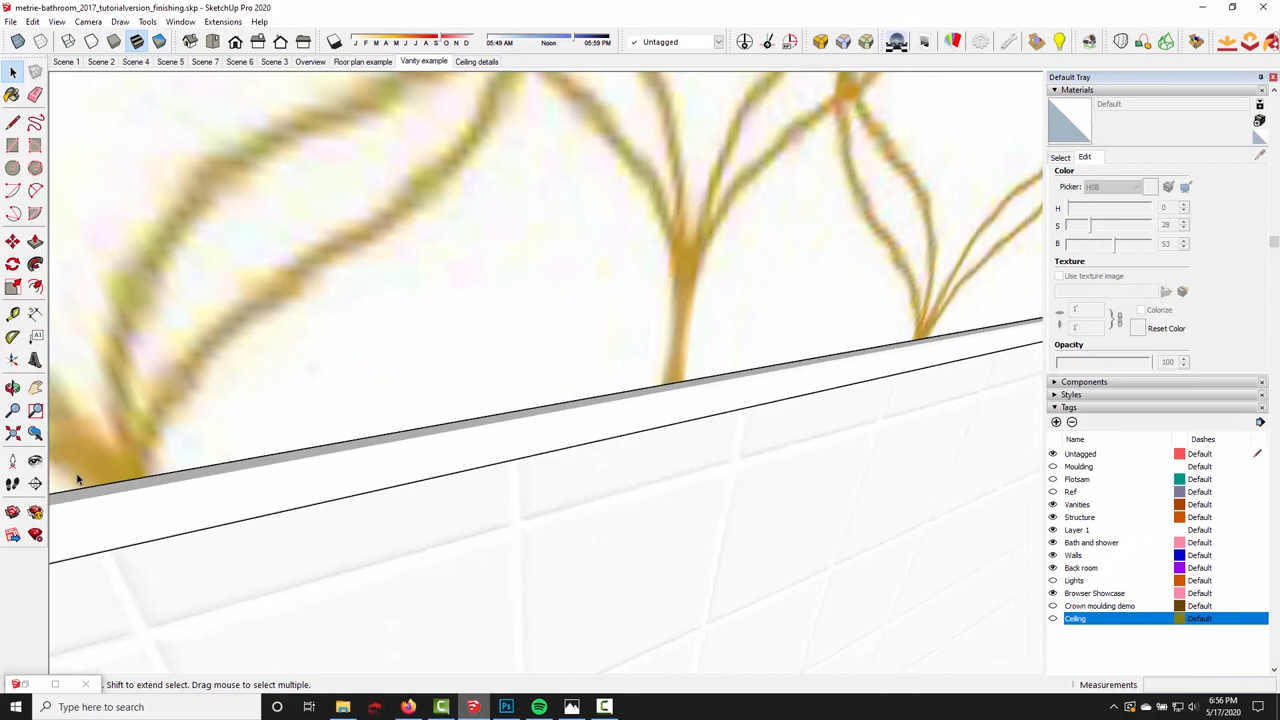 metrie-bathroom_2017_tutorialversion_finishing.skp - SketchUp Pro 2020
File Edit View Camera Draw Tools Window Extensions Help
J F M A M J J A S O N D 05:49 AM Noon 05:59 PM Untagged
Scene 1 Scene 2 Scene 4 Scene 5 Scene 7 Scene 6 Scene 3 Overview Floor plan example Vanity example Ceiling details
Default Tray
Materials
Default
Select Edit
Color
Picker: HSB
H 0
S 28
B 53
Texture
Use texture image
1' Colorize
1' Reset Color
Opacity
100
Components
Styles
Tags
Name Dashes
Untagged Default
Moulding Default
Flotsam Default
Ref Default
Vanities Default
Structure Default
Layer 1 Default
Bath and shower Default
Walls Default
Back room Default
Lights Default
Browser Showcase Default
Crown moulding demo Default
Ceiling Default
Shift to extend select. Drag mouse to select multiple. Measurements
Type here to search
6:56 PM
5/17/2020